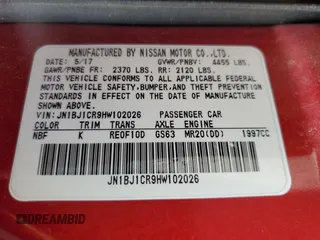 MANUFACTURED BY NISSAN MOTOR CO.,LTD.
DATE: 5/17 GVWR/PNBV: 4455 LBS.
GAWR/PNBE FR: 2370 LBS. RR: 2120 LBS.
THIS VEHICLE CONFORMS TO ALL APPLICABLE FEDERAL
MOTOR VEHICLE SAFETY,BUMPER,AND THEFT PREVENTION
STANDARDS IN EFFECT ON THE DATE OF MANUFACTURE
SHOWN ABOVE.
VIN: JN1BJ1CR9HW102026 PASSENGER CAR
COLOR TRIM TRANS AXLE ENGINE
NBF K RE0F10D GS63 MR20(DD) 1997CC
JN1BJ1CR9HW102026
DREAMBID